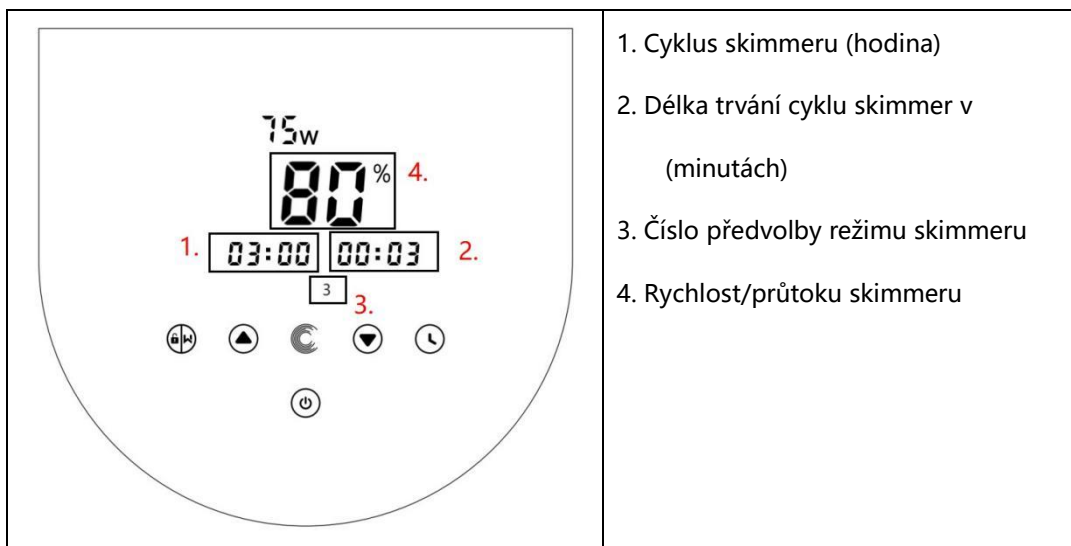 75w
80% 4.
1. 03:00 00:03 2.
3 3.
1. Cyklus skimmeru (hodina)
2. Délka trvání cyklu skimmer v
(minutách)
3. Číslo předvolby režimu skimmeru
4. Rychlost/průtoku skimmeru